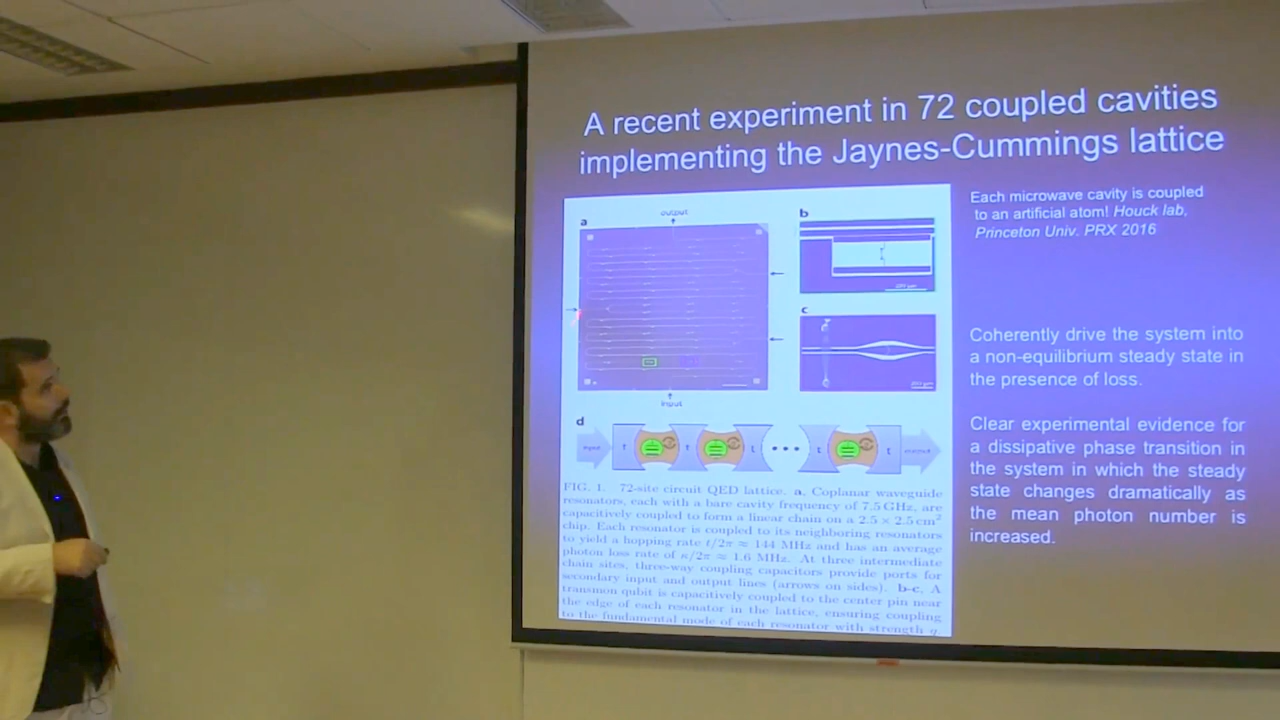 A recent experiment in 72 coupled cavities
implementing the Jaynes-Cummings lattice
Each microwave cavity is coupled
to an artificial atom! Houck lab,
Princeton Univ. PRX 2016
a
output
b
c
input
d
input
t
t
t
t
t
output
Coherently drive the system into
a non-equilibrium steady state in
the presence of loss.
Clear experimental evidence for
a dissipative phase transition in
the system in which the steady
state changes dramatically as
the mean photon number is
increased.
FIG. 1. 72-site circuit QED lattice. a, Coplanar waveguide
resonators, each with a bare cavity frequency of 7.5 GHz, are
capacitively coupled to form a linear chain on a 2.5 × 2.5 cm²
chip. Each resonator is coupled to its neighboring resonators
to yield a hopping rate t/2π ≈ 144 MHz and has an average
photon loss rate of κ/2π ≈ 1.6 MHz. At three intermediate
chain sites, three-way coupling capacitors provide ports for
secondary input and output lines (arrows on sides). b-c, A
transmon qubit is capacitively coupled to the center pin near
the edge of each resonator in the lattice, ensuring coupling
to the fundamental mode of each resonator with strength g,